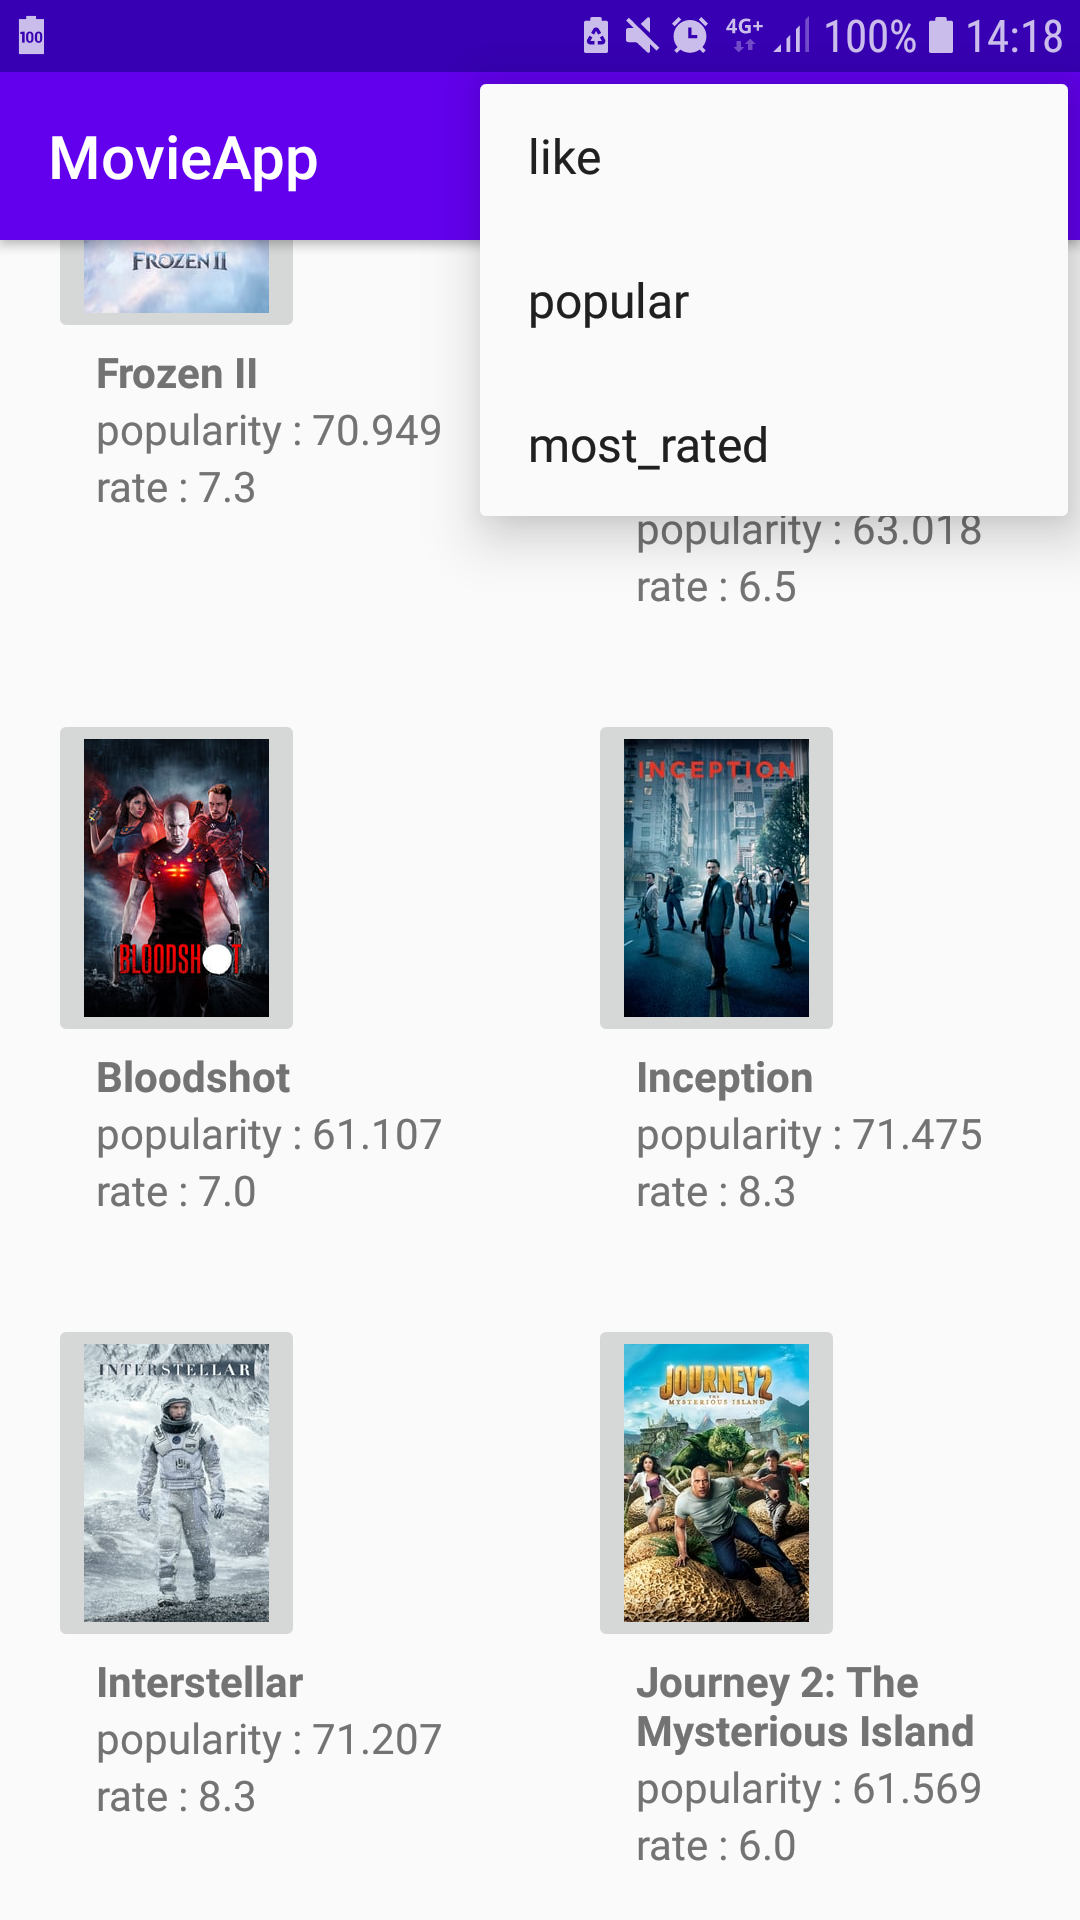 100
4G+
100%
14:18
MovieApp
like
popular
most_rated
FROZEN II
Frozen II
popularity : 70.949
rate : 7.3
popularity : 63.018
rate : 6.5
BLOODSHOT
Bloodshot
popularity : 61.107
rate : 7.0
INCEPTION
Inception
popularity : 71.475
rate : 8.3
INTERSTELLAR
Interstellar
popularity : 71.207
rate : 8.3
JOURNEY2
THE
MYSTERIOUS ISLAND
Journey 2: The
Mysterious Island
popularity : 61.569
rate : 6.0